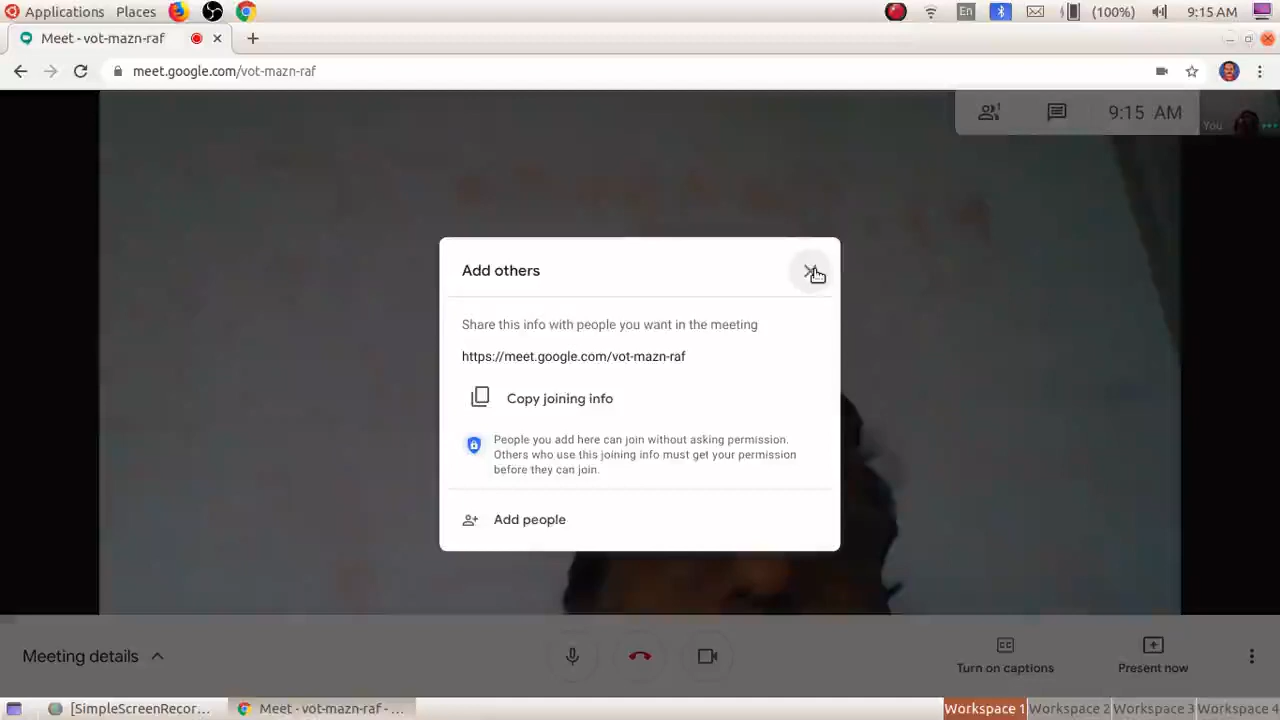 Applications Places En (100%) 9:15 AM
Meet - vot-mazn-raf
meet.google.com/vot-mazn-raf
9:15 AM
You
Add others
Share this info with people you want in the meeting
https://meet.google.com/vot-mazn-raf
Copy joining info
People you add here can join without asking permission.
Others who use this joining info must get your permission
before they can join.
Add people
Meeting details
CC
Turn on captions
Present now
[SimpleScreenRecor... Meet - vot-mazn-raf - ... Workspace 1 Workspace 2 Workspace 3 Workspace 4